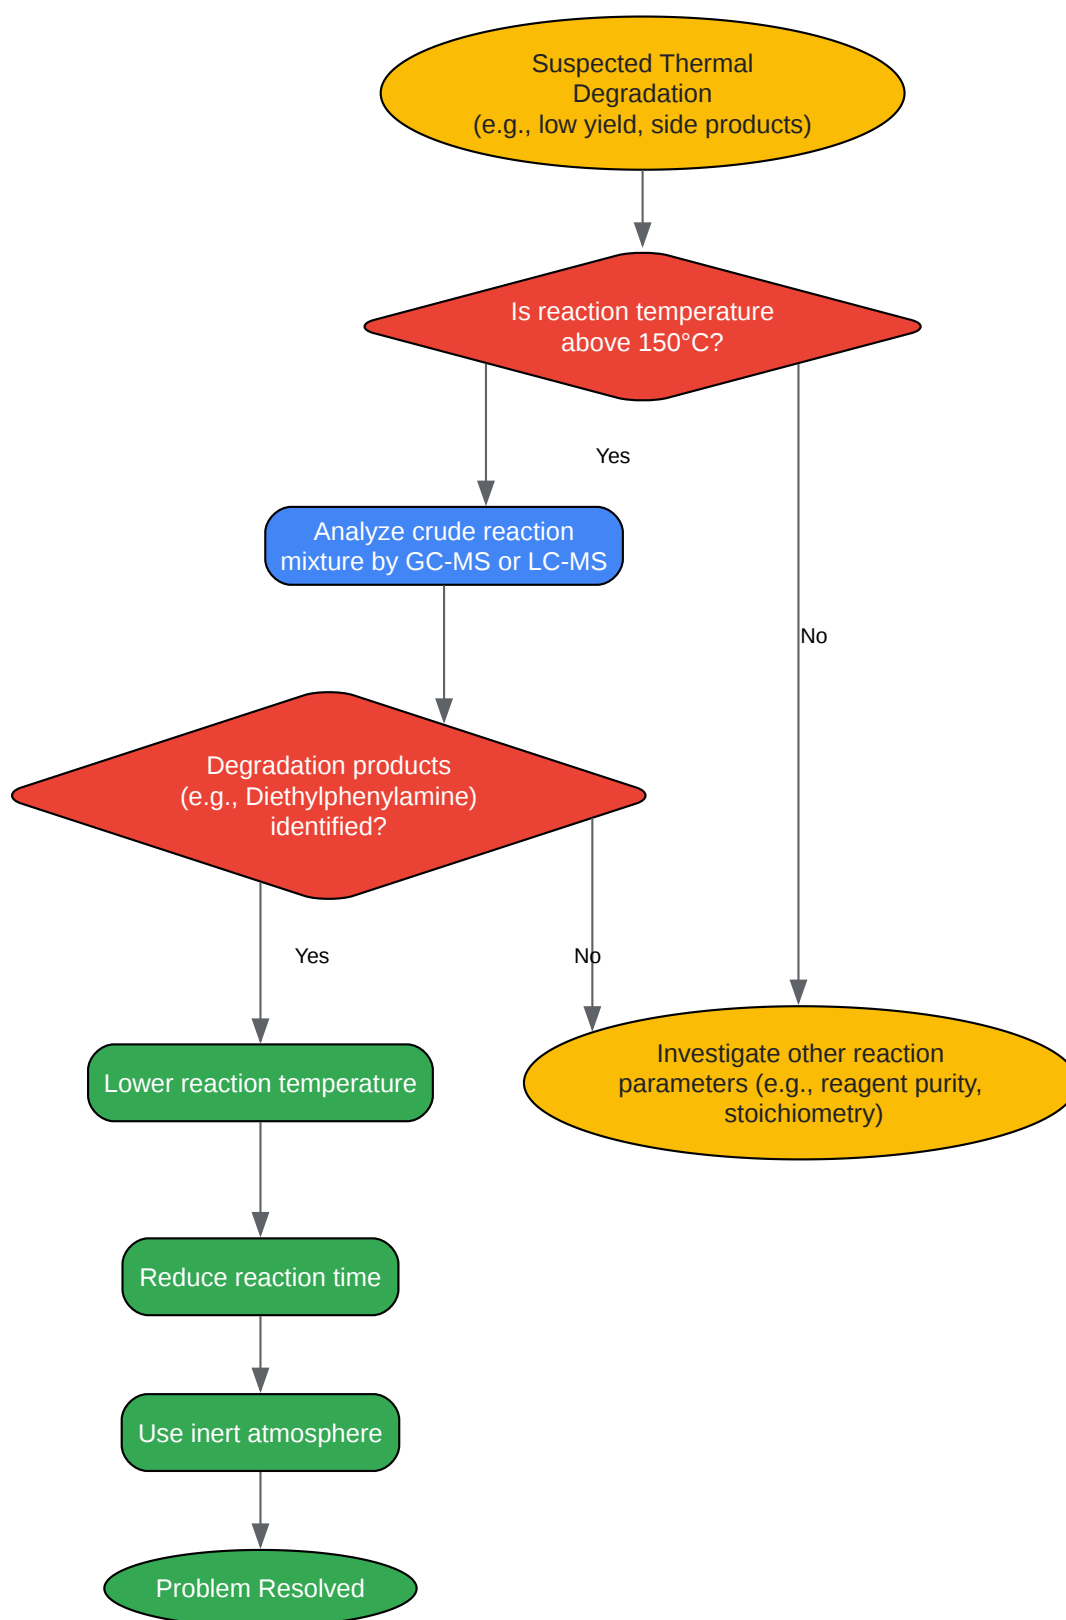 Suspected Thermal
Degradation
(e.g., low yield, side products)
Is reaction temperature
above 150°C?
Yes
Analyze crude reaction
mixture by GC-MS or LC-MS
No
Degradation products
(e.g., Diethylphenylamine)
identified?
Yes
No
Lower reaction temperature
Investigate other reaction
parameters (e.g., reagent purity,
stoichiometry)
Reduce reaction time
Use inert atmosphere
Problem Resolved